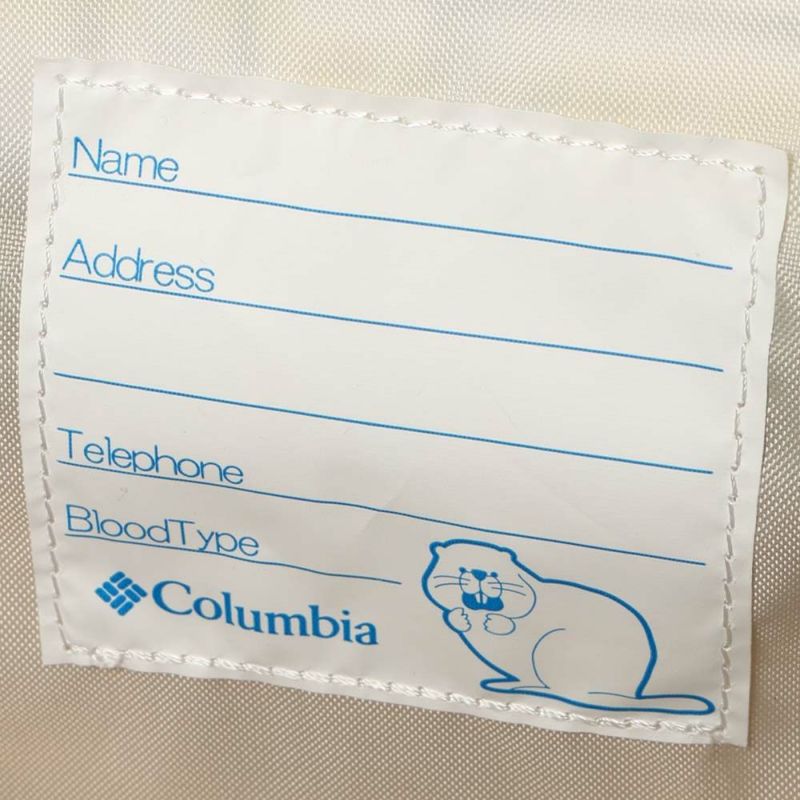 Name
Address
Telephone
BloodType
Columbia